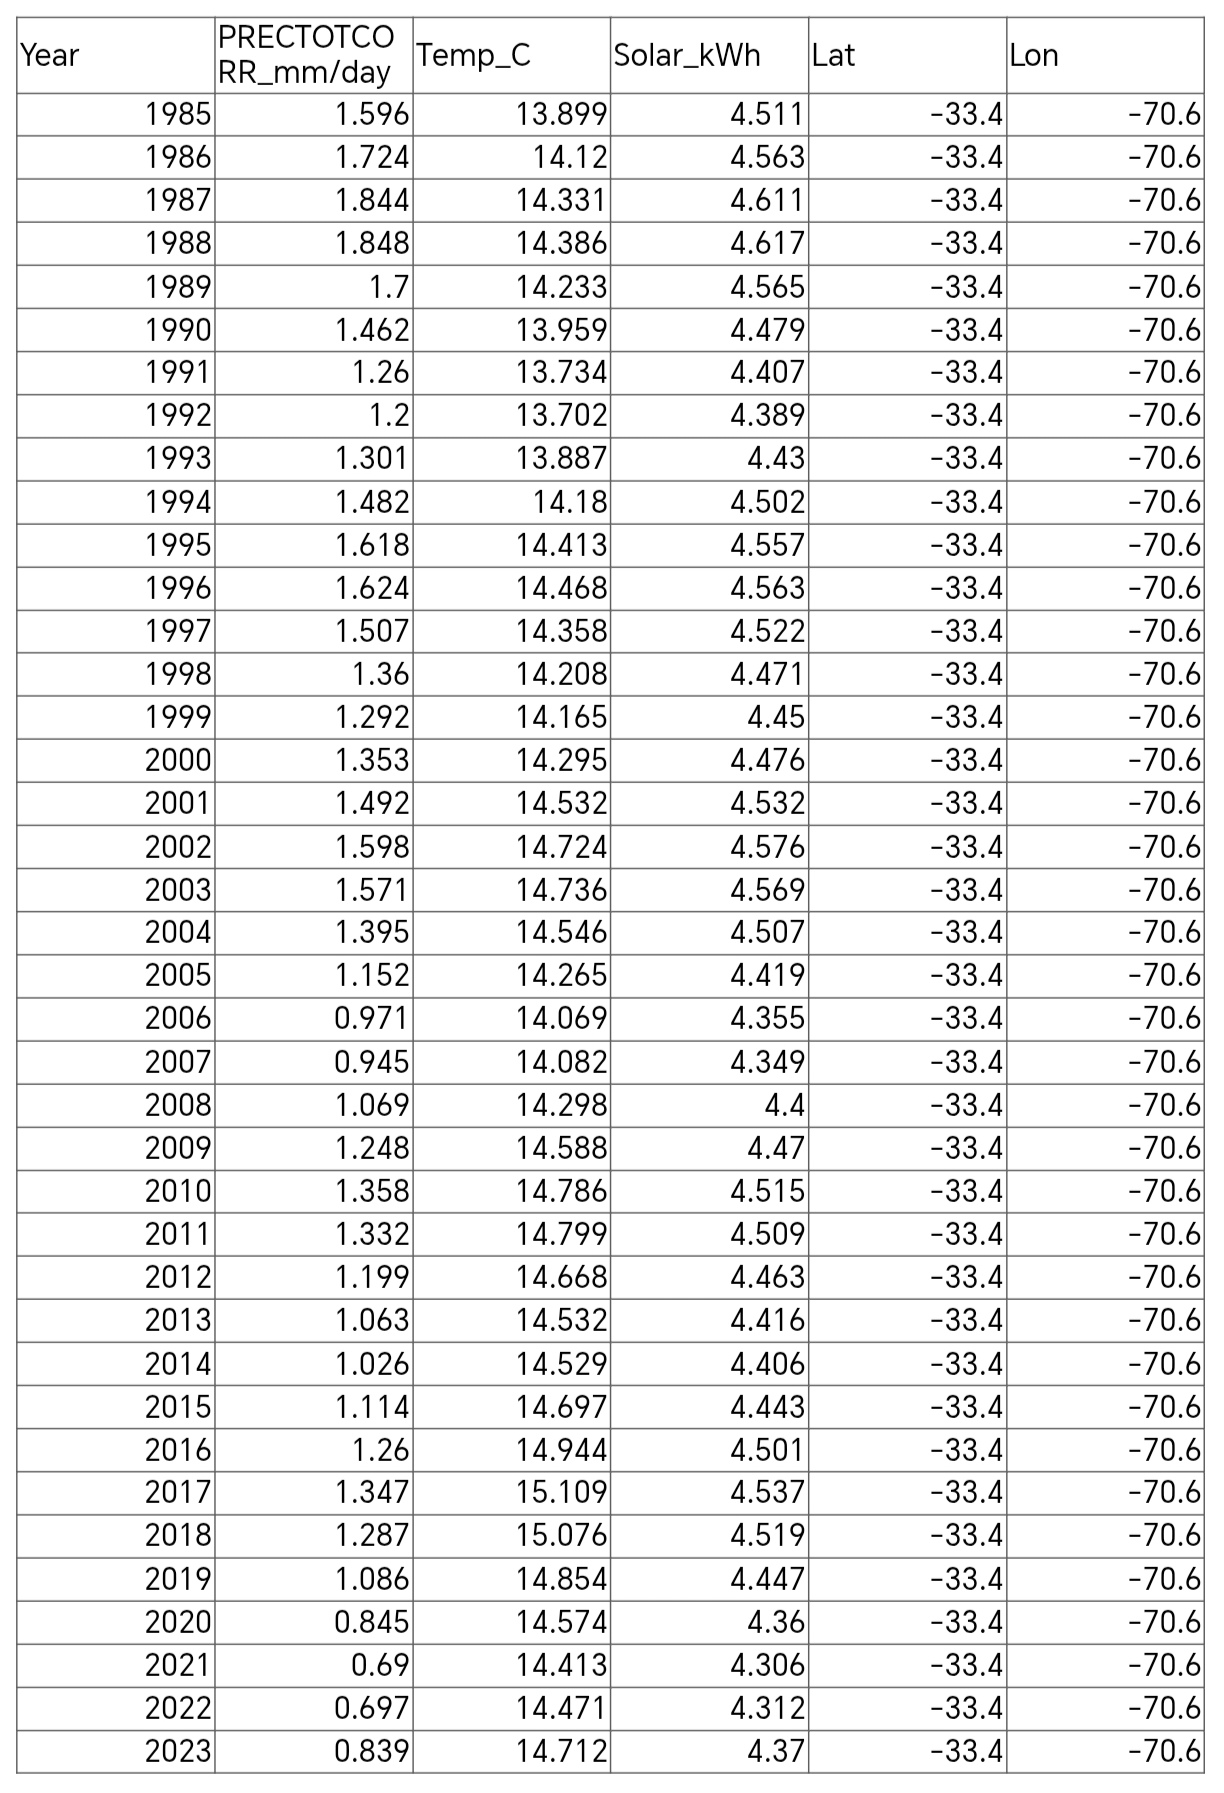 Year PRECTOTCO Temp_C Solar_kWh Lat Lon
RR_mm/day
1985 1.596 13.899 4.511 -33.4 -70.6
1986 1.724 14.12 4.563 -33.4 -70.6
1987 1.844 14.331 4.611 -33.4 -70.6
1988 1.848 14.386 4.617 -33.4 -70.6
1989 1.7 14.233 4.565 -33.4 -70.6
1990 1.462 13.959 4.479 -33.4 -70.6
1991 1.26 13.734 4.407 -33.4 -70.6
1992 1.2 13.702 4.389 -33.4 -70.6
1993 1.301 13.887 4.43 -33.4 -70.6
1994 1.482 14.18 4.502 -33.4 -70.6
1995 1.618 14.413 4.557 -33.4 -70.6
1996 1.624 14.468 4.563 -33.4 -70.6
1997 1.507 14.358 4.522 -33.4 -70.6
1998 1.36 14.208 4.471 -33.4 -70.6
1999 1.292 14.165 4.45 -33.4 -70.6
2000 1.353 14.295 4.476 -33.4 -70.6
2001 1.492 14.532 4.532 -33.4 -70.6
2002 1.598 14.724 4.576 -33.4 -70.6
2003 1.571 14.736 4.569 -33.4 -70.6
2004 1.395 14.546 4.507 -33.4 -70.6
2005 1.152 14.265 4.419 -33.4 -70.6
2006 0.971 14.069 4.355 -33.4 -70.6
2007 0.945 14.082 4.349 -33.4 -70.6
2008 1.069 14.298 4.4 -33.4 -70.6
2009 1.248 14.588 4.47 -33.4 -70.6
2010 1.358 14.786 4.515 -33.4 -70.6
2011 1.332 14.799 4.509 -33.4 -70.6
2012 1.199 14.668 4.463 -33.4 -70.6
2013 1.063 14.532 4.416 -33.4 -70.6
2014 1.026 14.529 4.406 -33.4 -70.6
2015 1.114 14.697 4.443 -33.4 -70.6
2016 1.26 14.944 4.501 -33.4 -70.6
2017 1.347 15.109 4.537 -33.4 -70.6
2018 1.287 15.076 4.519 -33.4 -70.6
2019 1.086 14.854 4.447 -33.4 -70.6
2020 0.845 14.574 4.36 -33.4 -70.6
2021 0.69 14.413 4.306 -33.4 -70.6
2022 0.697 14.471 4.312 -33.4 -70.6
2023 0.839 14.712 4.37 -33.4 -70.6